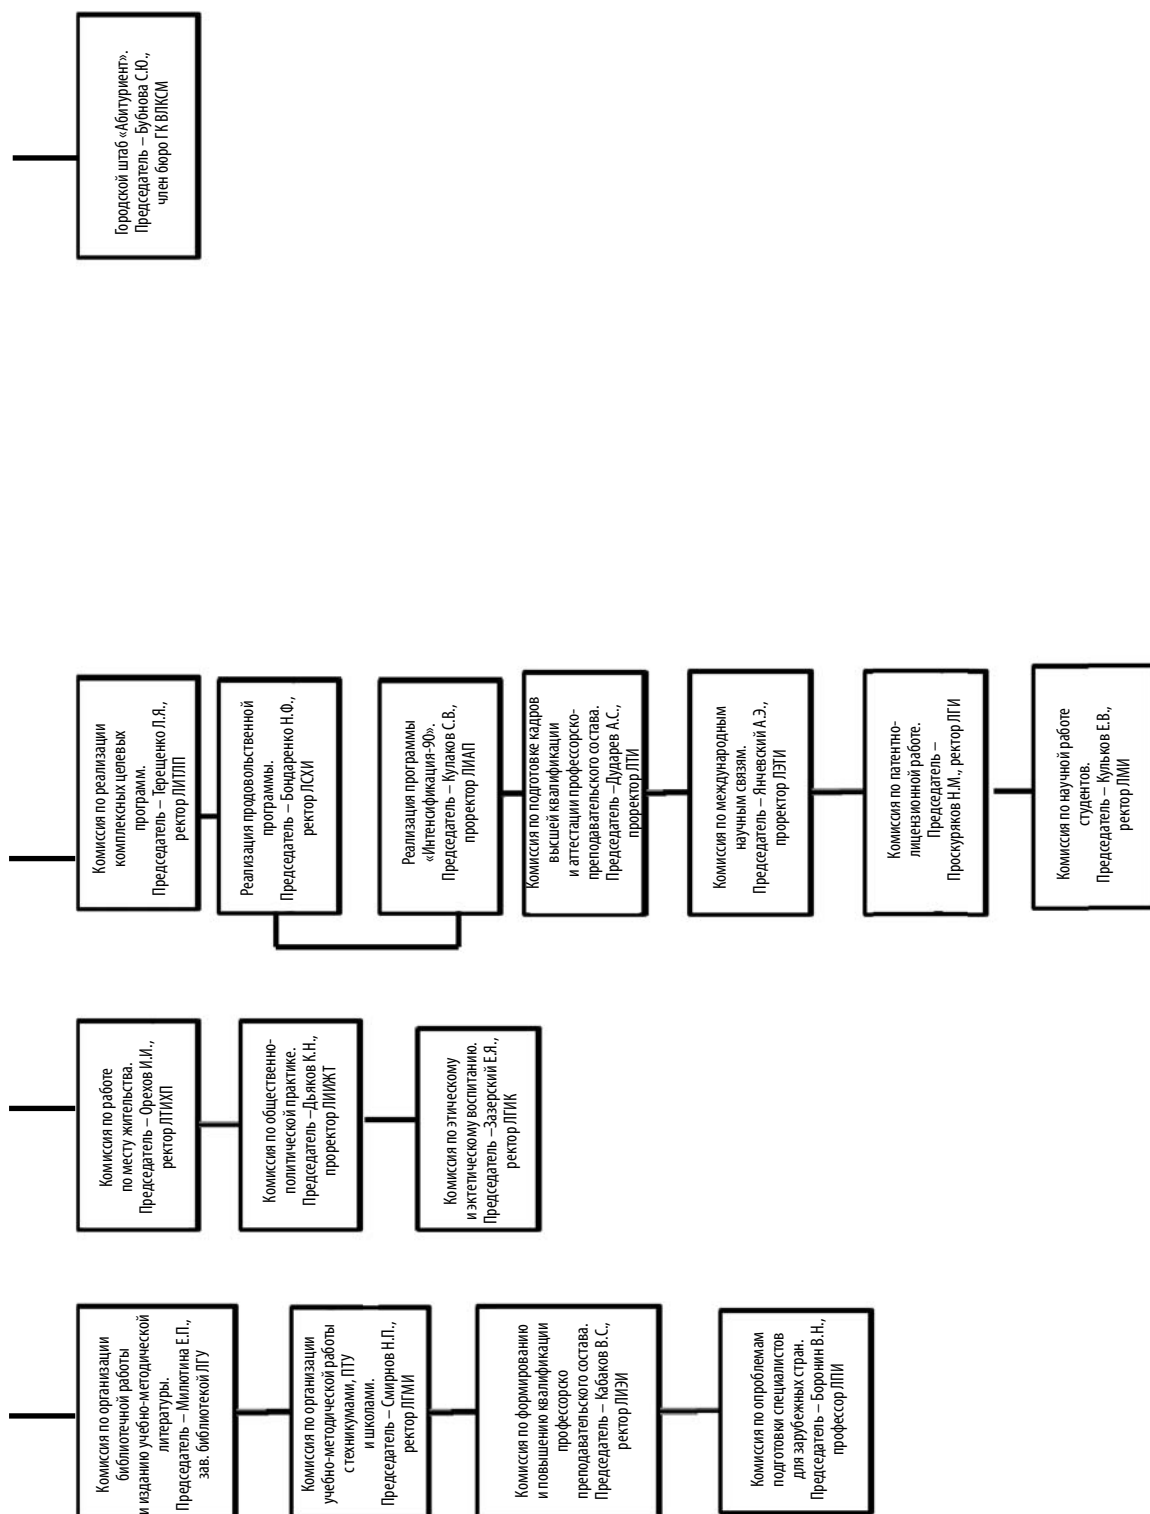 Комиссия по организации
библиотечной работы
и изданию учебно-методической
литературы.
Председатель – Милютина Е.П.,
зав. библиотекой ЛГУ
Комиссия по организации
учебно-методической работы
с техникумами, ПТУ
и школами.
Председатель – Смирнов Н.П.,
ректор ЛГМИ
Комиссия по формированию
и повышению квалификации
профессорско
преподавательского состава.
Председатель – Кабаков В.С.,
ректор ЛИЭИ
Комиссия по опроблемам
подготовки специалистов
для зарубежных стран.
Председатель – Боронин В.Н.,
профессор ЛПИ
Комиссия по работе
по месту жительства.
Председатель – Орехов И.И.,
ректор ЛТИХП
Комиссия по общественно-
политической практике.
Председатель –Дьяков К.Н.,
проректор ЛИИЖТ
Комиссия по этическому
и эктетическому воспитанию.
Председатель –Зазерский Е.Я.,
ректор ЛГИК
Комиссия по реализации
комплексных целевых
программ.
Председатель – Терещенко Л.Я.,
ректор ЛИТЛП
Реализация продовольственной
программы.
Председатель – Бондаренко Н.Ф.,
ректор ЛСХИ
Реализация программы
«Интенсификация-90».
Председатель – Кулаков С.В.,
проректор ЛИАП
Комиссия по подготовке кадров
высшей квалификации
и аттестации профессорско-
преподавательского состава.
Председатель –Дударев А.С.,
проректор ЛТИ
Комиссия по международным
научным связям.
Председатель –Янчевский А.Э.,
проректор ЛЭТИ
Комиссия по патентно-
лицензионной работе.
Председатель –
Проскуряков Н.М., ректор ЛГИ
Комиссия по научной работе
студентов.
Председатель – Кульков Е.В.,
ректор ЛМИ
Городской штаб «Абитуриент».
Председатель – Бубнова С.Ю.,
член бюро ГК ВЛКСМ